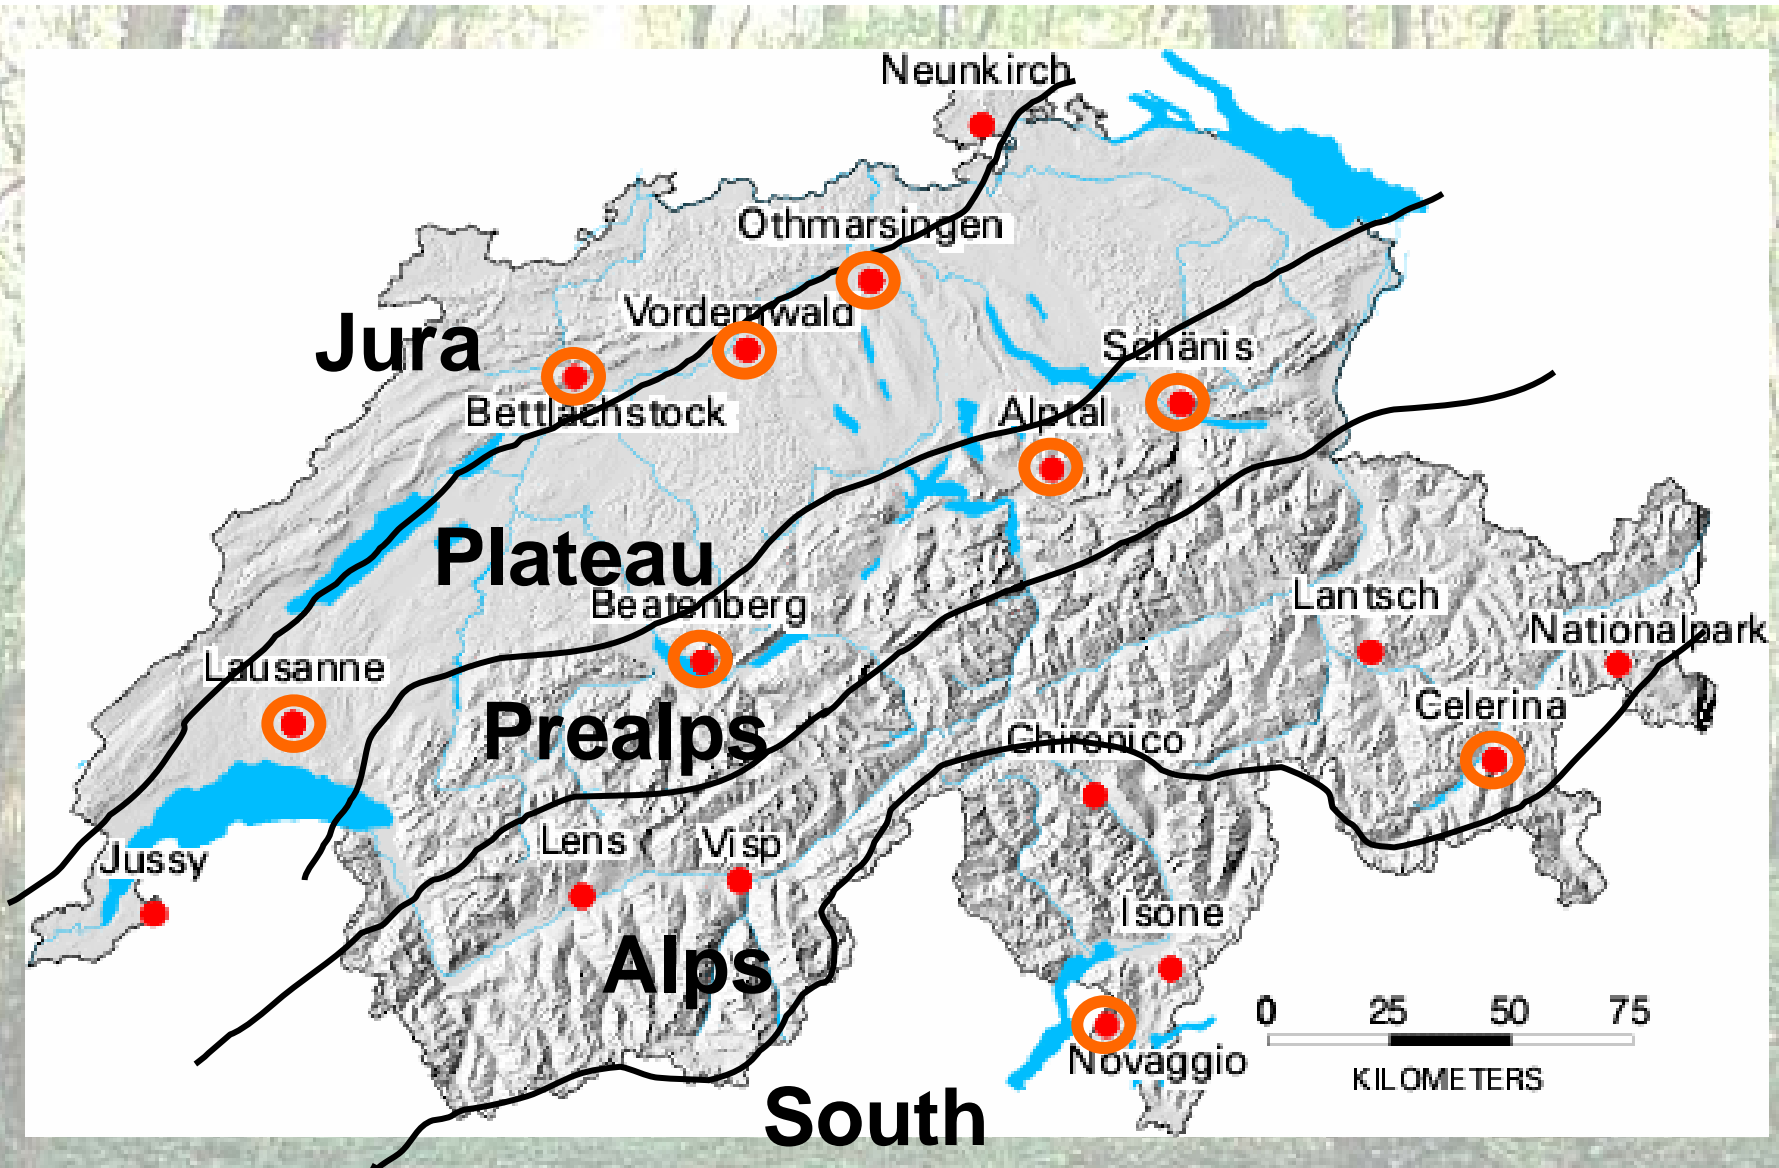 Neunkirch
Othmarsingen
Vordemwald
Jura
Schänis
Bettlachstock
Alptal
Plateau
Beatenberg
Lantsch
Nationalpark
Lausanne
Celerina
Prealps
Chironico
Lens
Visp
Jussy
Isone
Alps
0 25 50 75
Novaggio
KILOMETERS
South